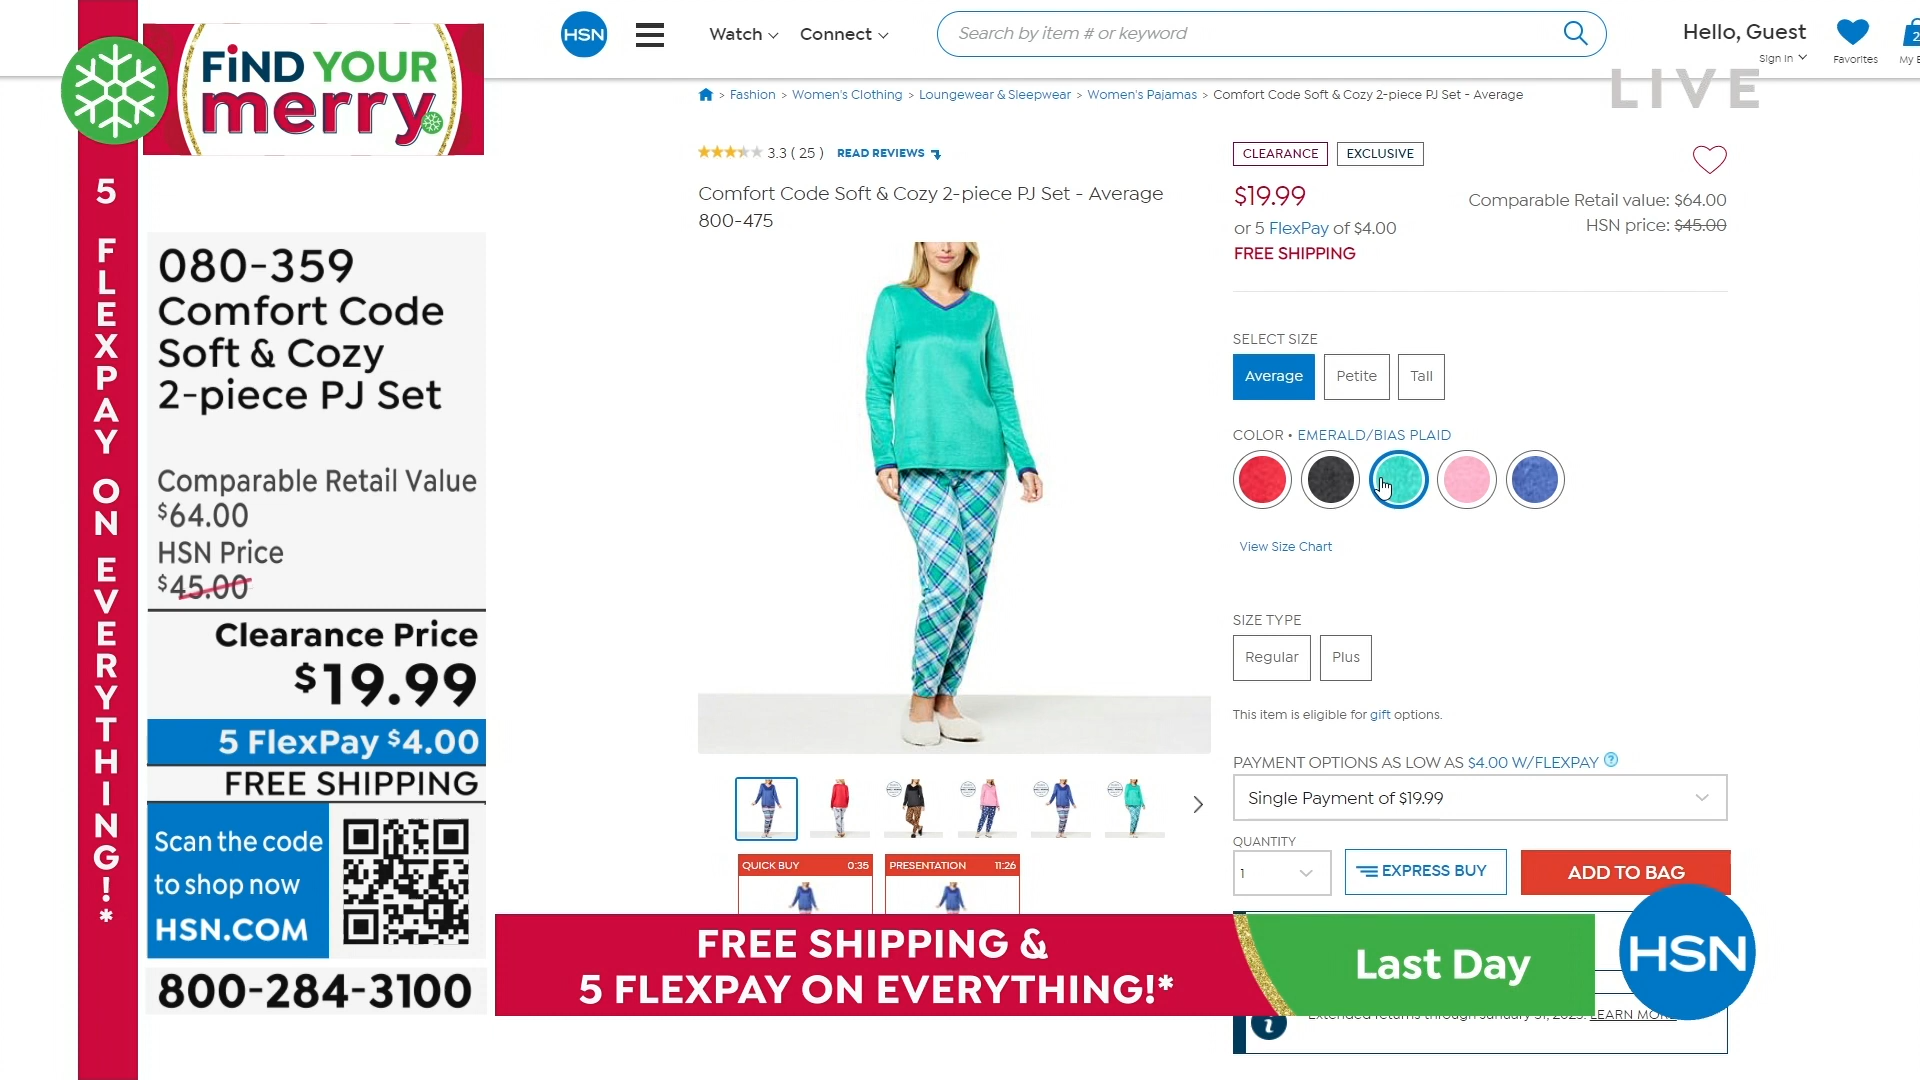 FiND YOUR
merry
5 FLEXPAY ON EVERYTHING!*
080-359
Comfort Code
Soft & Cozy
2-piece PJ Set
Comparable Retail Value
$64.00
HSN Price
$45.00
Clearance Price
$19.99
5 FlexPay $4.00
FREE SHIPPING
Scan the code
to shop now
HSN.COM
800-284-3100
HSN
Watch
Connect
Search by item # or keyword
Hello, Guest
Sign In
Favorites
2
My
LIVE
> Fashion > Women's Clothing > Loungewear & Sleepwear > Women's Pajamas > Comfort Code Soft & Cozy 2-piece PJ Set - Average
3.3 ( 25 ) READ REVIEWS
Comfort Code Soft & Cozy 2-piece PJ Set - Average
800-475
CLEARANCE
EXCLUSIVE
$19.99
or 5 FlexPay of $4.00
FREE SHIPPING
Comparable Retail value: $64.00
HSN price: $45.00
SELECT SIZE
Average
Petite
Tall
COLOR • EMERALD/BIAS PLAID
View Size Chart
SIZE TYPE
Regular
Plus
This item is eligible for gift options.
PAYMENT OPTIONS AS LOW AS $4.00 W/FLEXPAY ?
Single Payment of $19.99
QUANTITY
1
EXPRESS BUY
ADD TO BAG
QUICK BUY 0:35
PRESENTATION 11:26
FREE SHIPPING &
5 FLEXPAY ON EVERYTHING!*
Last Day
HSN
LEARN MORE